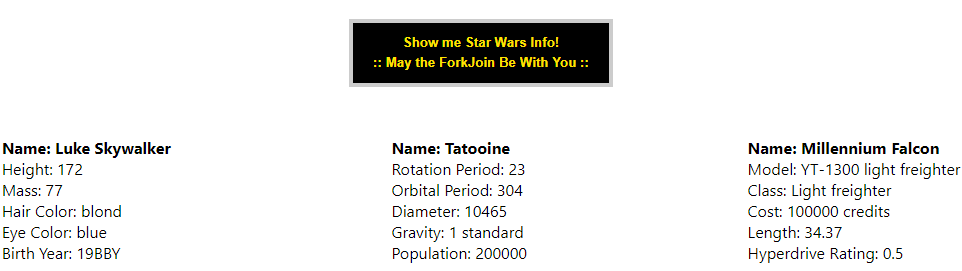 Show me Star Wars Info!
:: May the ForkJoin Be With You ::
Name: Luke Skywalker
Height: 172
Mass: 77
Hair Color: blond
Eye Color: blue
Birth Year: 19BBY
Name: Tatooine
Rotation Period: 23
Orbital Period: 304
Diameter: 10465
Gravity: 1 standard
Population: 200000
Name: Millennium Falcon
Model: YT-1300 light freighter
Class: Light freighter
Cost: 100000 credits
Length: 34.37
Hyperdrive Rating: 0.5